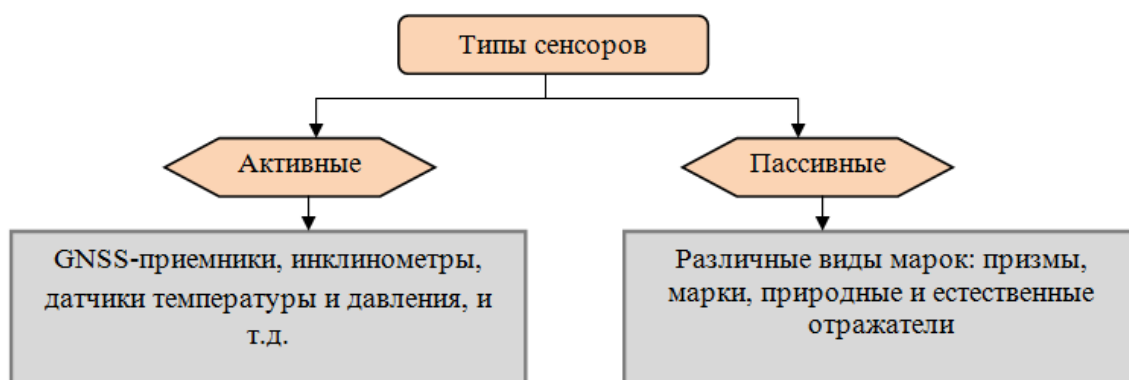 Типы сенсоров
Активные
Пассивные
GNSS-приемники, инклинометры,
датчики температуры и давления, и
т.д.
Различные виды марок: призмы,
марки, природные и естественные
отражатели